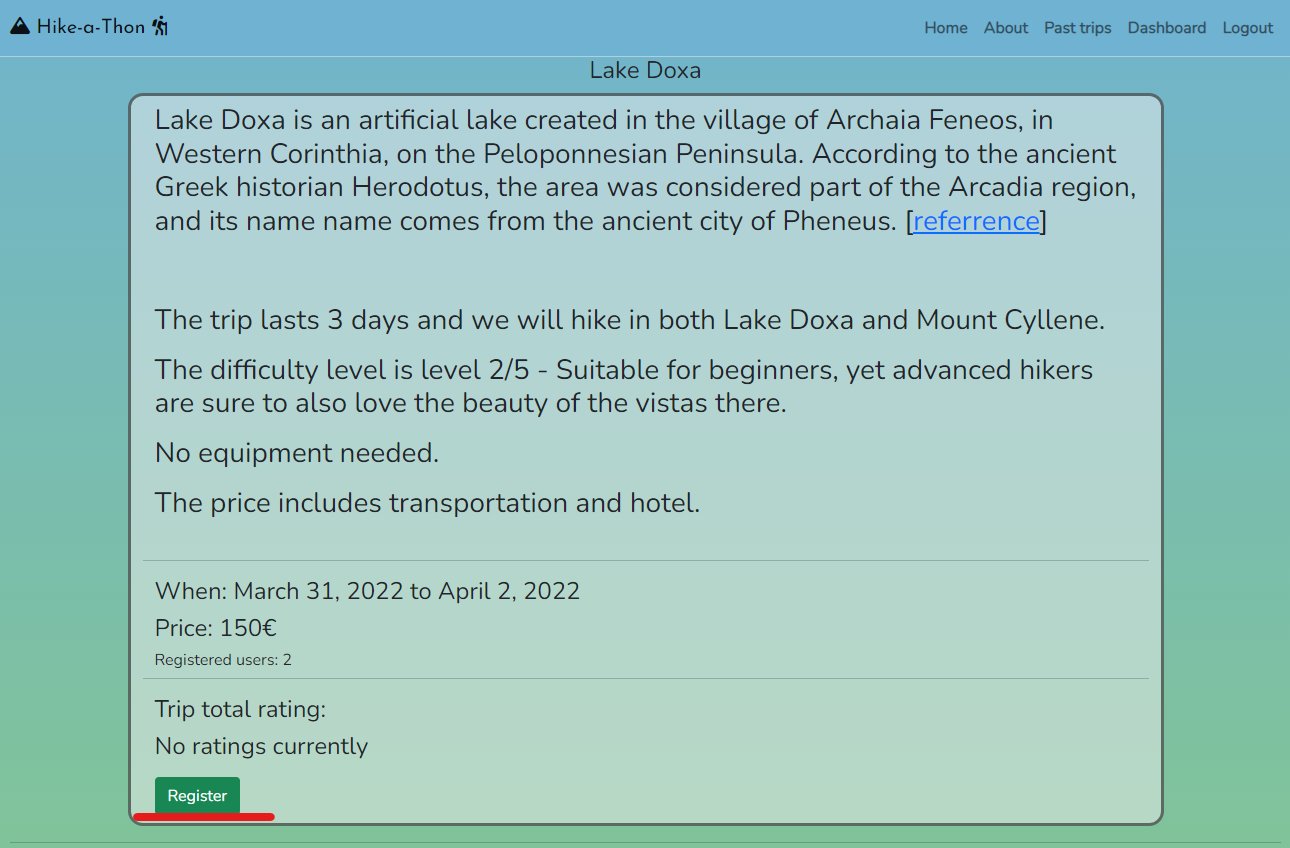 Hike-a-Thon
Home About Past trips Dashboard Logout
Lake Doxa
Lake Doxa is an artificial lake created in the village of Archaia Feneos, in
Western Corinthia, on the Peloponnesian Peninsula. According to the ancient
Greek historian Herodotus, the area was considered part of the Arcadia region,
and its name name comes from the ancient city of Pheneus. [referrence]
The trip lasts 3 days and we will hike in both Lake Doxa and Mount Cyllene.
The difficulty level is level 2/5 - Suitable for beginners, yet advanced hikers
are sure to also love the beauty of the vistas there.
No equipment needed.
The price includes transportation and hotel.
When: March 31, 2022 to April 2, 2022
Price: 150€
Registered users: 2
Trip total rating:
No ratings currently
Register